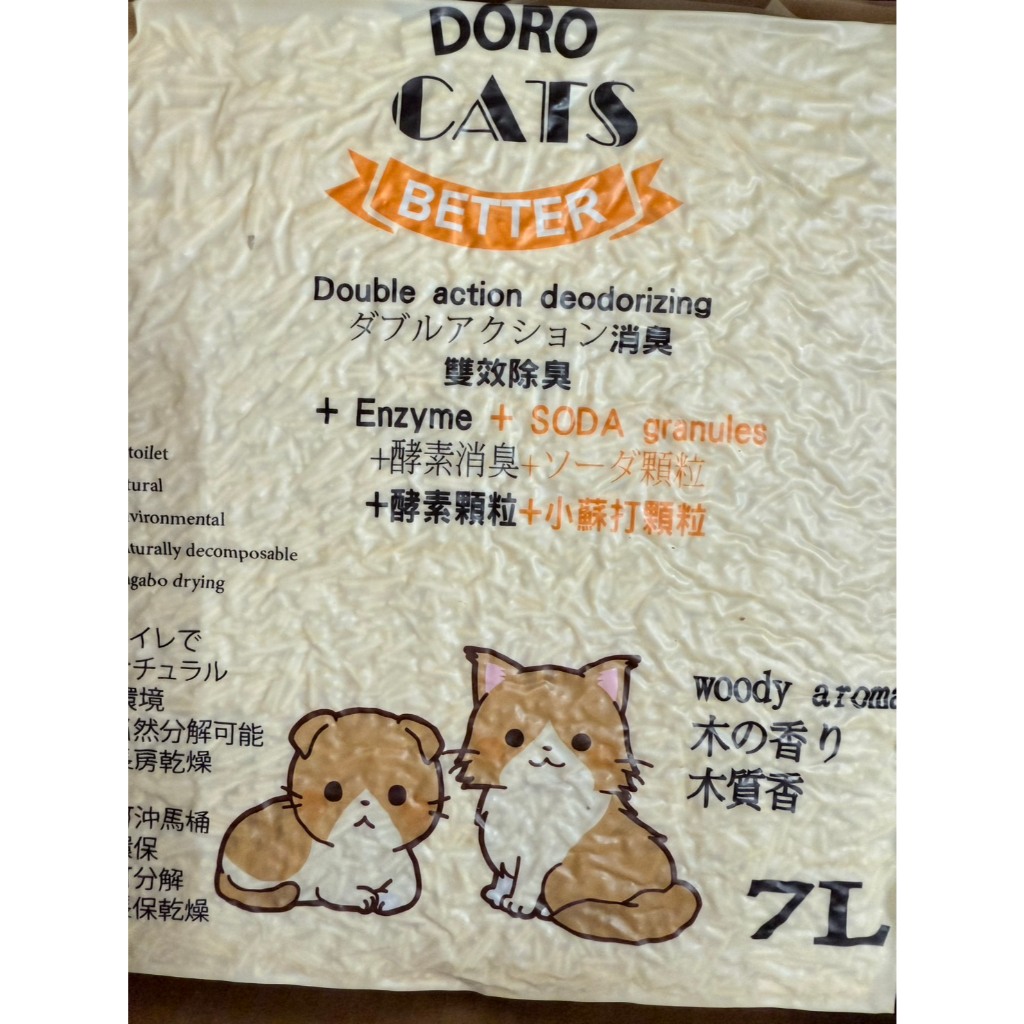 DORO
CATS
BETTER
Double action deodorizing
ダブルアクション消臭
雙效除臭
+ Enzyme + SODA granules
+酵素消臭+ソーダ顆粒
+酵素顆粒+小蘇打顆粒
toilet
tural
vironmental
turally decomposable
gabo drying
イレで
チュラル
環境
然分解可能
房乾燥
沖馬桶
保
分解
保乾燥
woody aroma
木の香り
木質香
7L